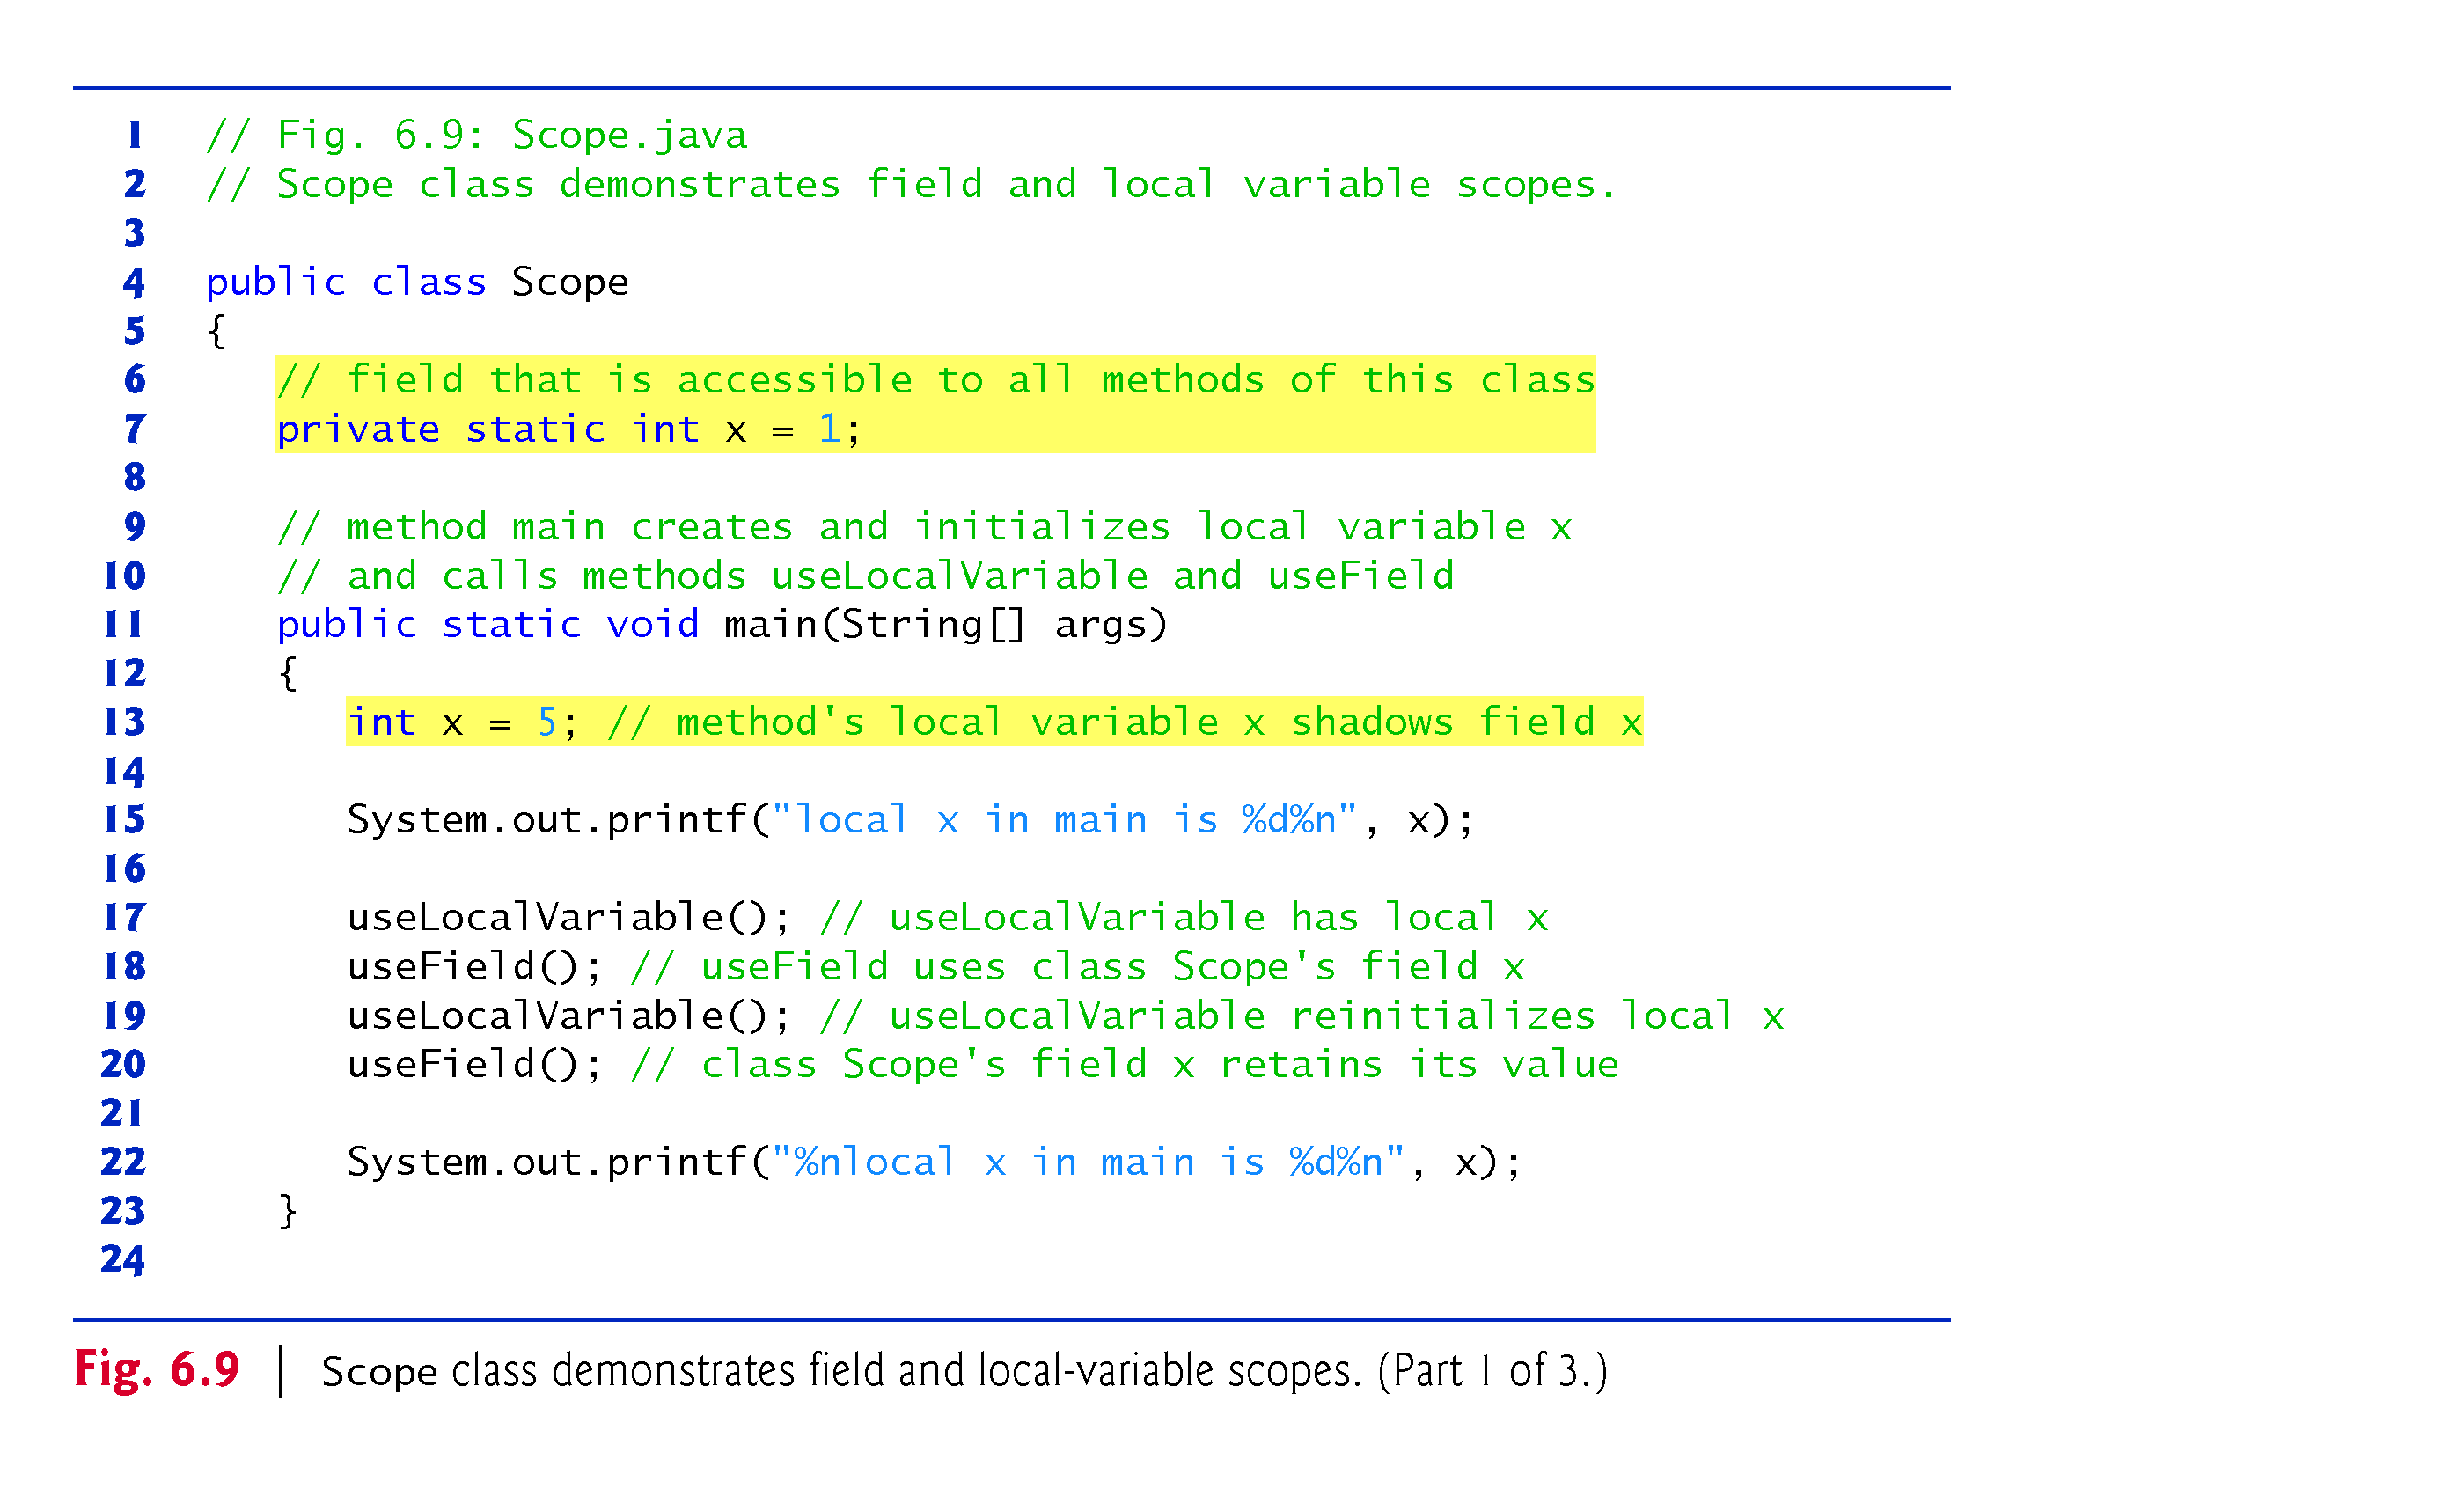 1 // Fig. 6.9: Scope.java
2 // Scope class demonstrates field and local variable scopes.
3
4 public class Scope
5 {
6 // field that is accessible to all methods of this class
7 private static int x = 1;
8
9 // method main creates and initializes local variable x
10 // and calls methods useLocalVariable and useField
11 public static void main(String[] args)
12 {
13 int x = 5; // method's local variable x shadows field x
14
15 System.out.printf("local x in main is %d%n", x);
16
17 useLocalVariable(); // useLocalVariable has local x
18 useField(); // useField uses class Scope's field x
19 useLocalVariable(); // useLocalVariable reinitializes local x
20 useField(); // class Scope's field x retains its value
21
22 System.out.printf("%nlocal x in main is %d%n", x);
23 }
24
Fig. 6.9 | Scope class demonstrates field and local-variable scopes. (Part 1 of 3.)